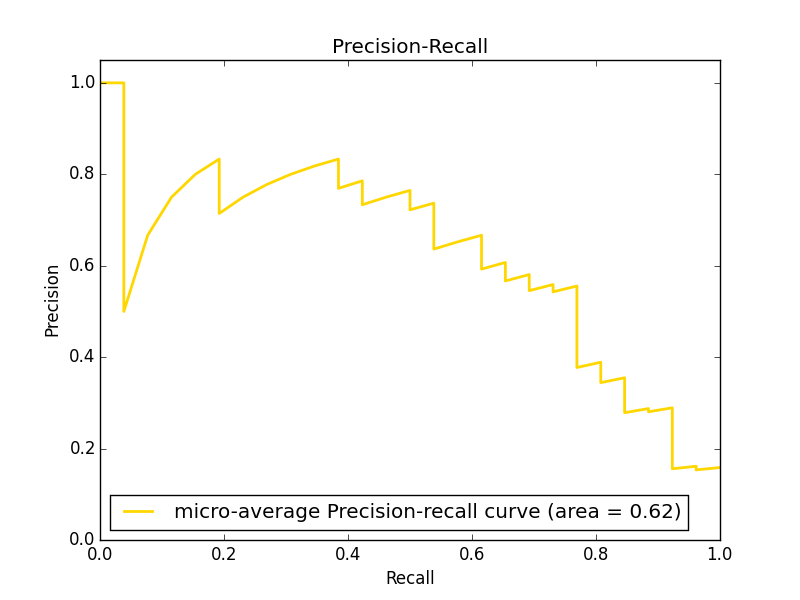 Precision-Recall
1.0
0.8
0.6
0.4
0.2
0.0
Precision
micro-average Precision-recall curve (area = 0.62)
0.0 0.2 0.4 0.6 0.8 1.0
Recall